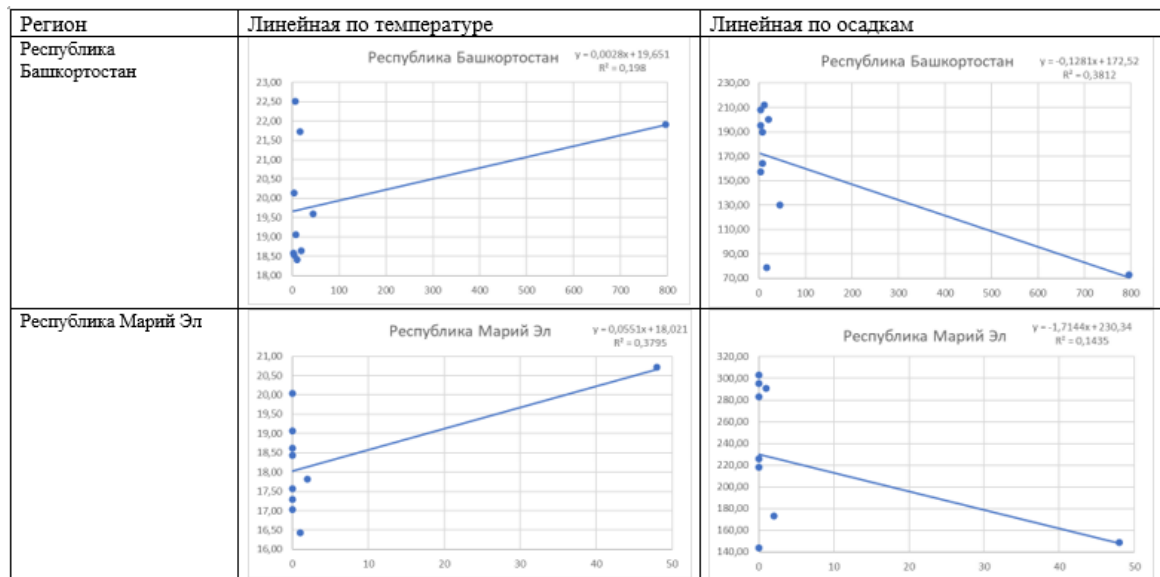 Регион Линейная по температуре Линейная по осадкам
Республика
Башкортостан
Республика Башкортостан
y = 0,0028x + 19,651
R² = 0,198
23,00
22,50
22,00
21,50
21,00
20,50
20,00
19,50
19,00
18,50
18,00
0 100 200 300 400 500 600 700 800
Республика Башкортостан
y = -0,1281x + 172,52
R² = 0,3812
230,00
210,00
190,00
170,00
150,00
130,00
110,00
90,00
70,00
0 100 200 300 400 500 600 700 800
Республика Марий Эл
Республика Марий Эл
y = 0,0551x + 18,021
R² = 0,3795
21,00
20,50
20,00
19,50
19,00
18,50
18,00
17,50
17,00
16,50
16,00
0 10 20 30 40 50
Республика Марий Эл
y = -1,7144x + 230,34
R² = 0,1435
320,00
300,00
280,00
260,00
240,00
220,00
200,00
180,00
160,00
140,00
0 10 20 30 40 50